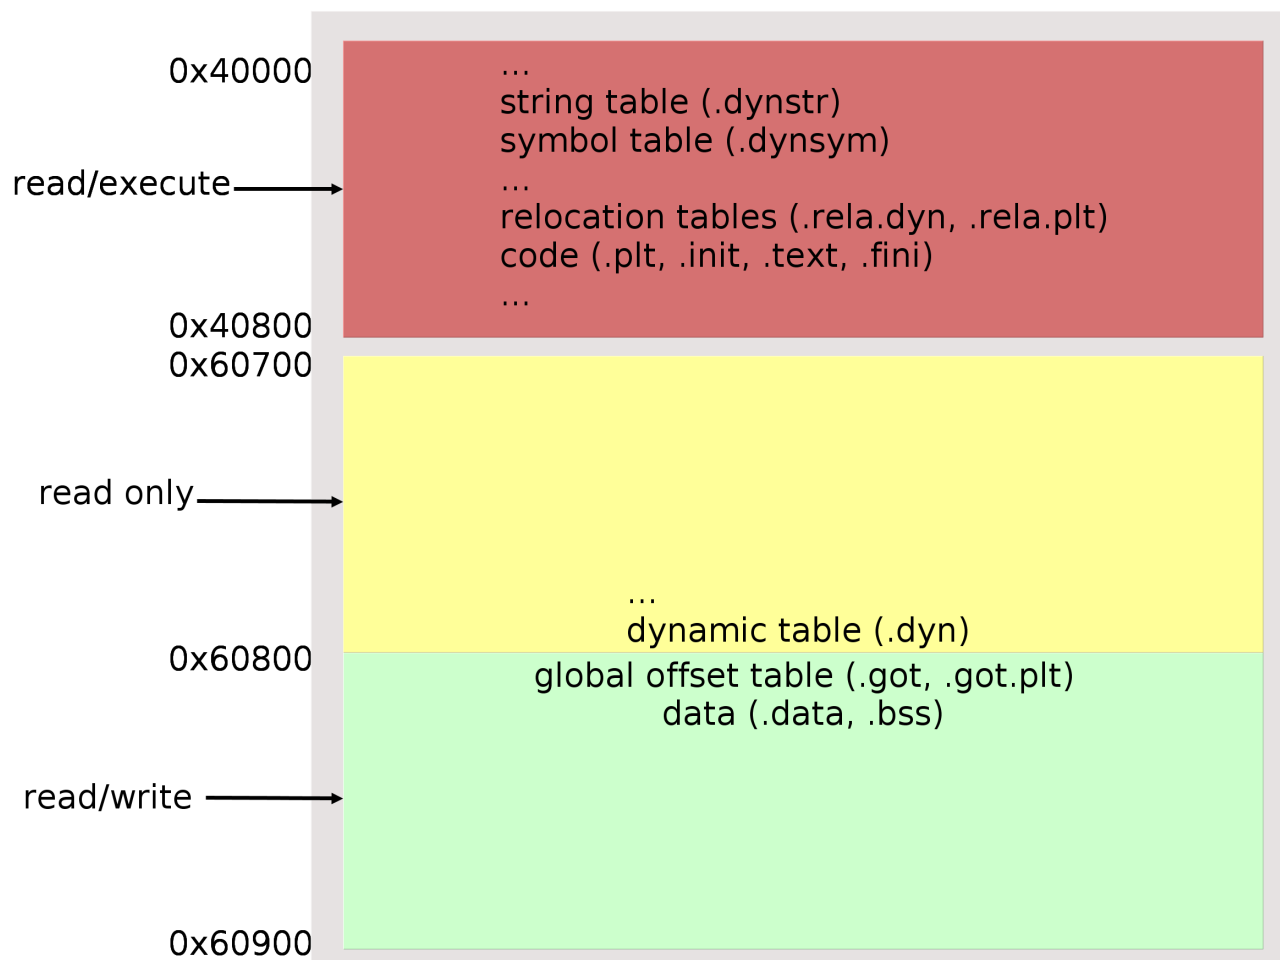 0x40000
...
string table (.dynstr)
symbol table (.dynsym)
read/execute
...
relocation tables (.rela.dyn, .rela.plt)
code (.plt, .init, .text, .fini)
...
0x40800
0x60700
read only
...
dynamic table (.dyn)
0x60800
global offset table (.got, .got.plt)
data (.data, .bss)
read/write
0x60900